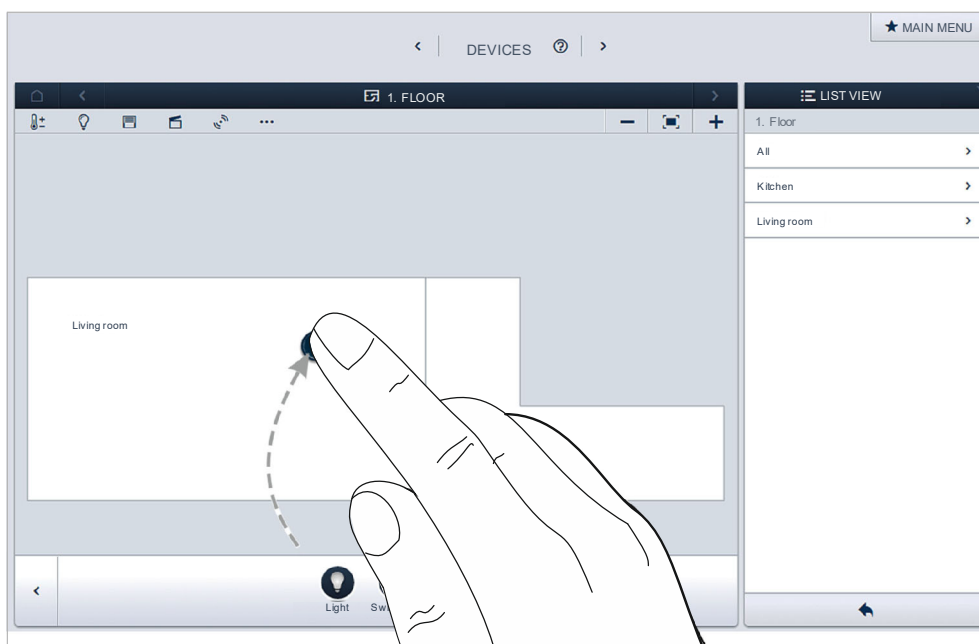 MAIN MENU
DEVICES
1. FLOOR
LIST VIEW
1. Floor
All
Kitchen
Living room
Living room
Light